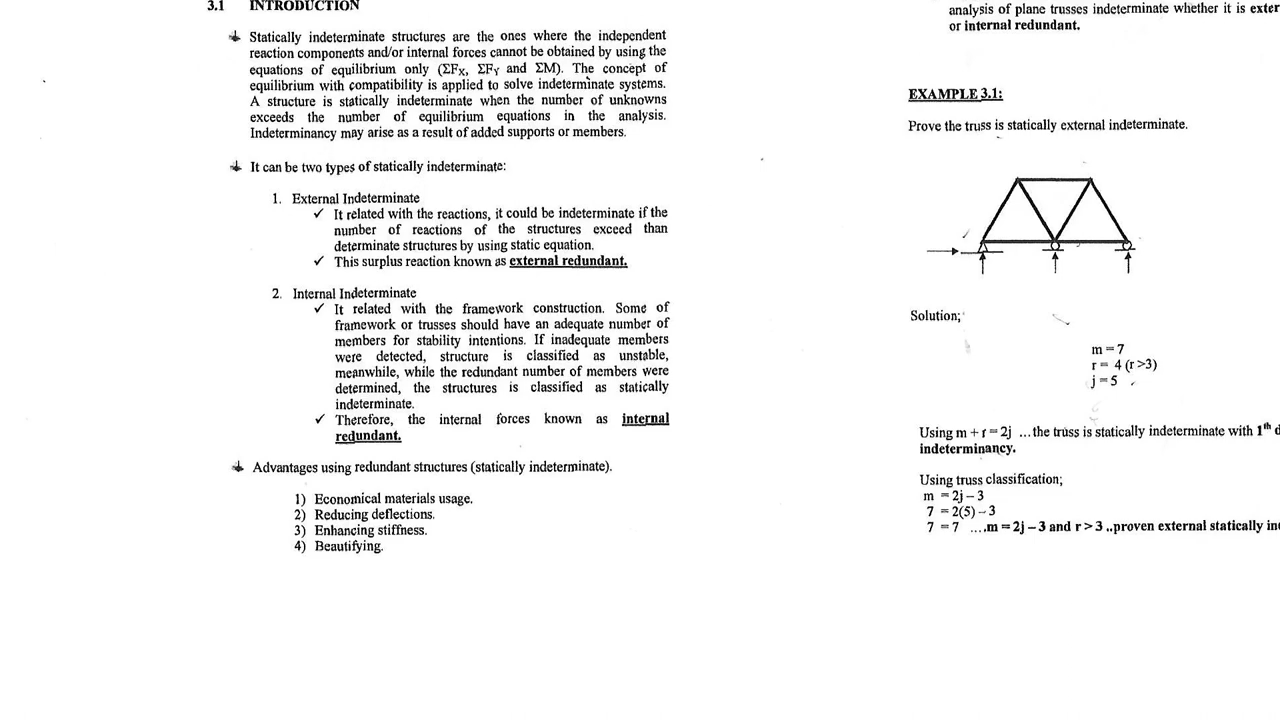 3.1 INTRODUCTION
Statically indeterminate structures are the ones where the independent
reaction components and/or internal forces cannot be obtained by using the
equations of equilibrium only (ΣFX, ΣFY and ΣM). The concept of
equilibrium with compatibility is applied to solve indeterminate systems.
A structure is statically indeterminate when the number of unknowns
exceeds the number of equilibrium equations in the analysis.
Indeterminancy may arise as a result of added supports or members.
It can be two types of statically indeterminate:
1. External Indeterminate
✓ It related with the reactions, it could be indeterminate if the
number of reactions of the structures exceed than
determinate structures by using static equation.
✓ This surplus reaction known as external redundant.
2. Internal Indeterminate
✓ It related with the framework construction. Some of
framework or trusses should have an adequate number of
members for stability intentions. If inadequate members
were detected, structure is classified as unstable,
meanwhile, while the redundant number of members were
determined, the structures is classified as statically
indeterminate.
✓ Therefore, the internal forces known as internal
redundant.
Advantages using redundant structures (statically indeterminate).
1) Economical materials usage.
2) Reducing deflections.
3) Enhancing stiffness.
4) Beautifying.
analysis of plane trusses indeterminate whether it is exter
or internal redundant.
EXAMPLE 3.1:
Prove the truss is statically external indeterminate.
Solution;
m = 7
r = 4 (r >3)
j = 5
Using m + r = 2j …the truss is statically indeterminate with 1th d
indeterminancy.
Using truss classification;
m = 2j – 3
7 = 2(5) – 3
7 = 7 ….m = 2j – 3 and r > 3 ..proven external statically in